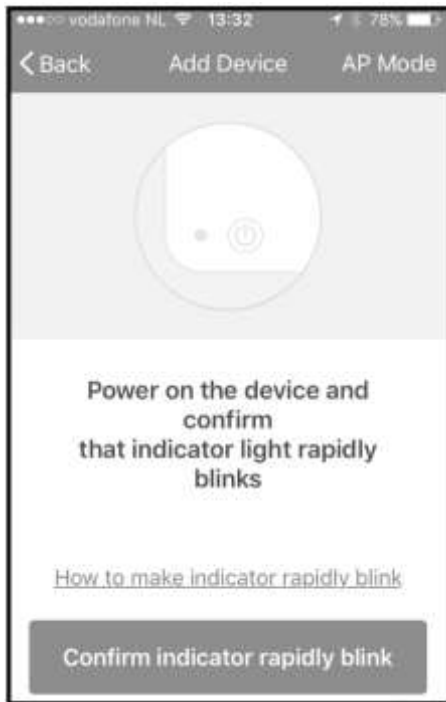 vodafone NL 13:32 78%
Back Add Device AP Mode
Power on the device and
confirm
that indicator light rapidly
blinks
How to make indicator rapidly blink
Confirm indicator rapidly blink